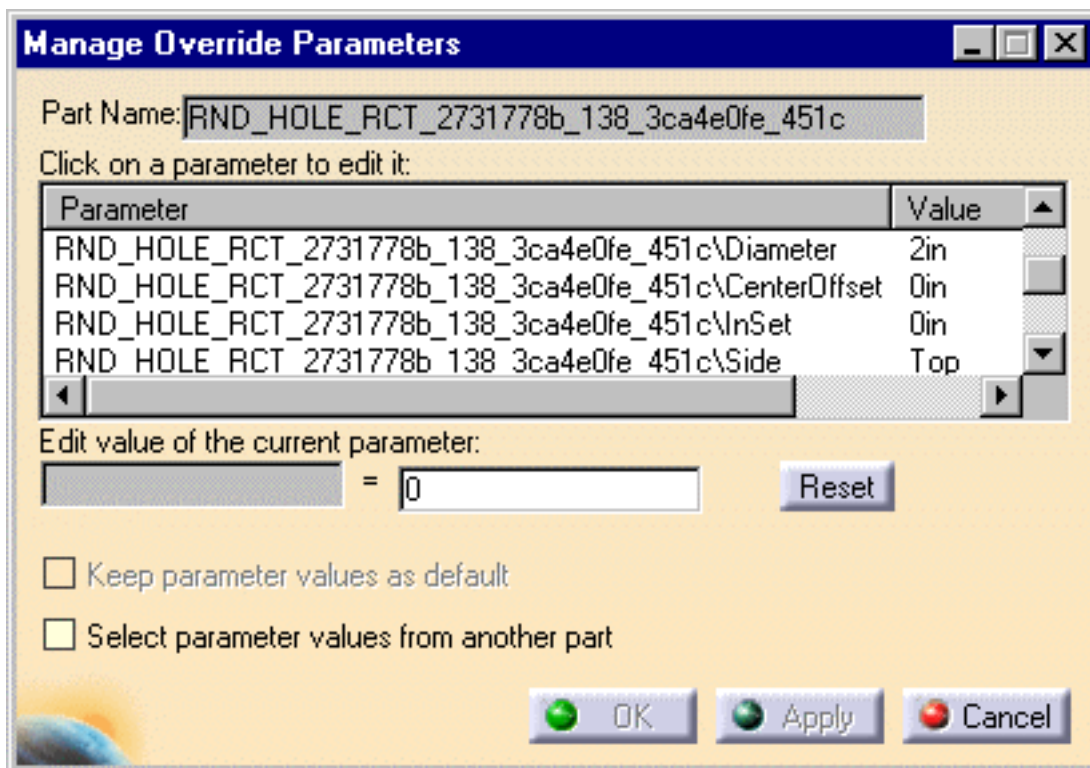 Manage Override Parameters
Part Name: RND_HOLE_RCT_2731778b_138_3ca4e0fe_451c
Click on a parameter to edit it:
Parameter Value
RND_HOLE_RCT_2731778b_138_3ca4e0fe_451c\Diameter 2in
RND_HOLE_RCT_2731778b_138_3ca4e0fe_451c\CenterOffset 0in
RND_HOLE_RCT_2731778b_138_3ca4e0fe_451c\InSet 0in
RND_HOLE_RCT_2731778b_138_3ca4e0fe_451c\Side Top
Edit value of the current parameter:
= 0 Reset
Keep parameter values as default
Select parameter values from another part
OK Apply Cancel